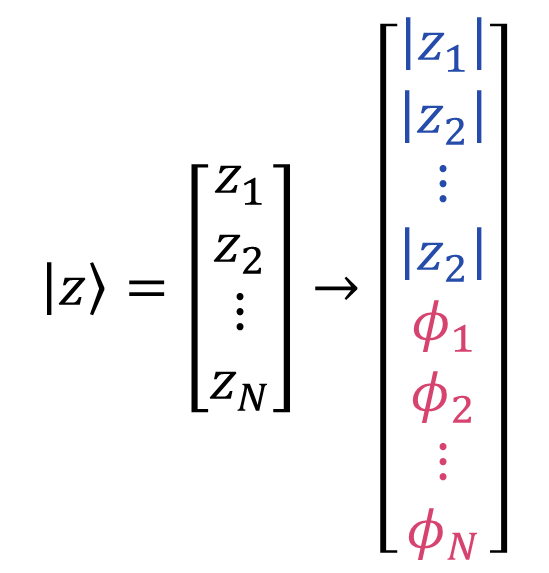 |z⟩ = [z₁ z₂ ⋮ z_N] → [|z₁| |z₂| ⋮ |z₂| ϕ₁ ϕ₂ ⋮ ϕ_N]